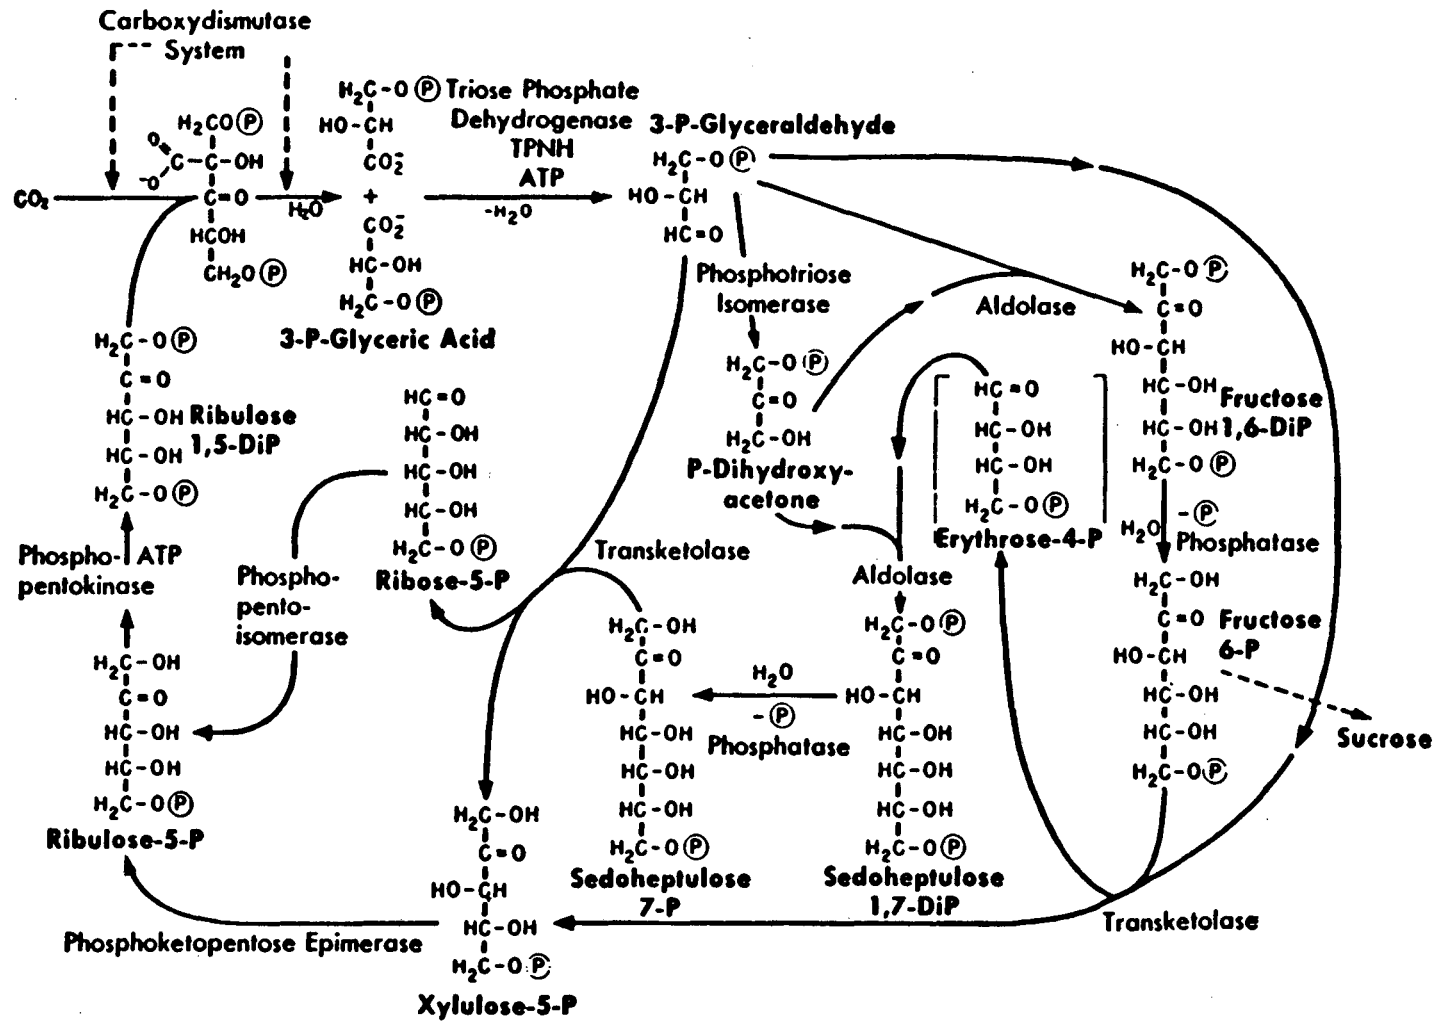 Carboxydismutase
System
CO₂
H₂CO Ⓟ
O
C-C-OH
-O
C=O
HCOH
CH₂O Ⓟ
H₂O
H₂C-O Ⓟ
HO-CH
CO₂⁻
+
CO₂⁻
HC-OH
H₂C-O Ⓟ
3-P-Glyceric Acid
Triose Phosphate
Dehydrogenase
TPNH
ATP
-H₂O
3-P-Glyceraldehyde
H₂C-O Ⓟ
HO-CH
HC=O
Phosphotriose
Isomerase
Aldolase
H₂C-O Ⓟ
C=O
H₂C-OH
P-Dihydroxy-
acetone
H₂C-O Ⓟ
C=O
HO-CH
HC-OH
HC-OH
H₂C-O Ⓟ
Fructose
1,6-DiP
H₂O
-Ⓟ
Phosphatase
H₂C-OH
C=O
HO-CH
HC-OH
HC-OH
H₂C-O Ⓟ
Fructose
6-P
Sucrose
HC=O
HC-OH
HC-OH
H₂C-O Ⓟ
Erythrose-4-P
Aldolase
H₂C-O Ⓟ
C=O
HO-CH
HC-OH
HC-OH
HC-OH
H₂C-O Ⓟ
Sedoheptulose
1,7-DiP
H₂O
-Ⓟ
Phosphatase
H₂C-OH
C=O
HO-CH
HC-OH
HC-OH
HC-OH
H₂C-O Ⓟ
Sedoheptulose
7-P
Transketolase
HC=O
HC-OH
HC-OH
HC-OH
H₂C-O Ⓟ
Ribose-5-P
Phospho-
pento-
isomerase
H₂C-O Ⓟ
C=O
HC-OH
HC-OH
H₂C-O Ⓟ
Ribulose
1,5-DiP
Phospho-
pentokinase
ATP
H₂C-OH
C=O
HC-OH
HC-OH
H₂C-O Ⓟ
Ribulose-5-P
Phosphoketopentose Epimerase
H₂C-OH
C=O
HO-CH
HC-OH
H₂C-O Ⓟ
Xylulose-5-P
Transketolase